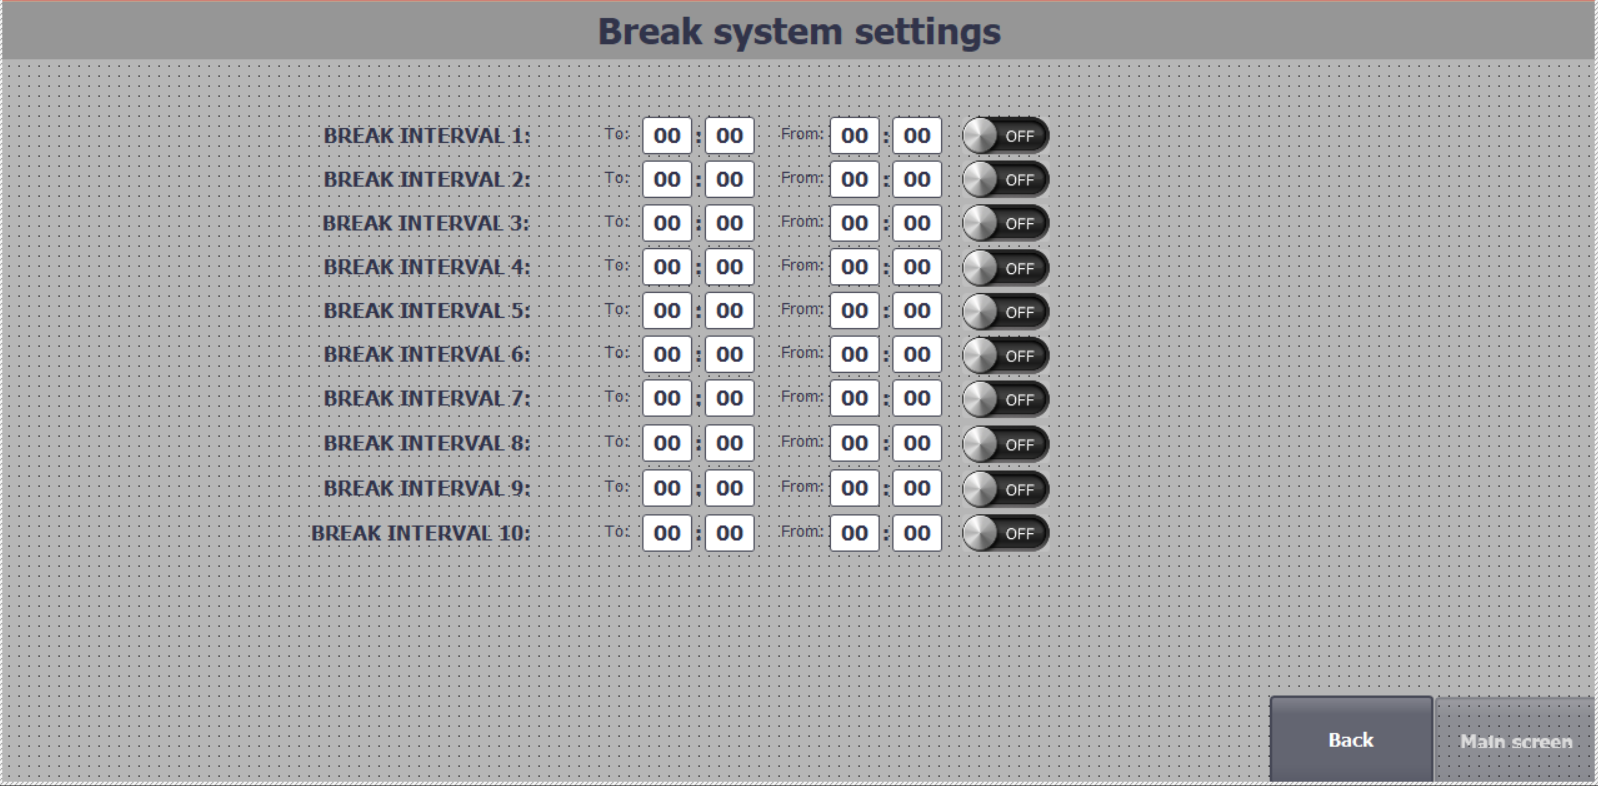 Break system settings
BREAK INTERVAL 1: To: 00 : 00 From: 00 : 00 OFF
BREAK INTERVAL 2: To: 00 : 00 From: 00 : 00 OFF
BREAK INTERVAL 3: To: 00 : 00 From: 00 : 00 OFF
BREAK INTERVAL 4: To: 00 : 00 From: 00 : 00 OFF
BREAK INTERVAL 5: To: 00 : 00 From: 00 : 00 OFF
BREAK INTERVAL 6: To: 00 : 00 From: 00 : 00 OFF
BREAK INTERVAL 7: To: 00 : 00 From: 00 : 00 OFF
BREAK INTERVAL 8: To: 00 : 00 From: 00 : 00 OFF
BREAK INTERVAL 9: To: 00 : 00 From: 00 : 00 OFF
BREAK INTERVAL 10: To: 00 : 00 From: 00 : 00 OFF
Back Main screen